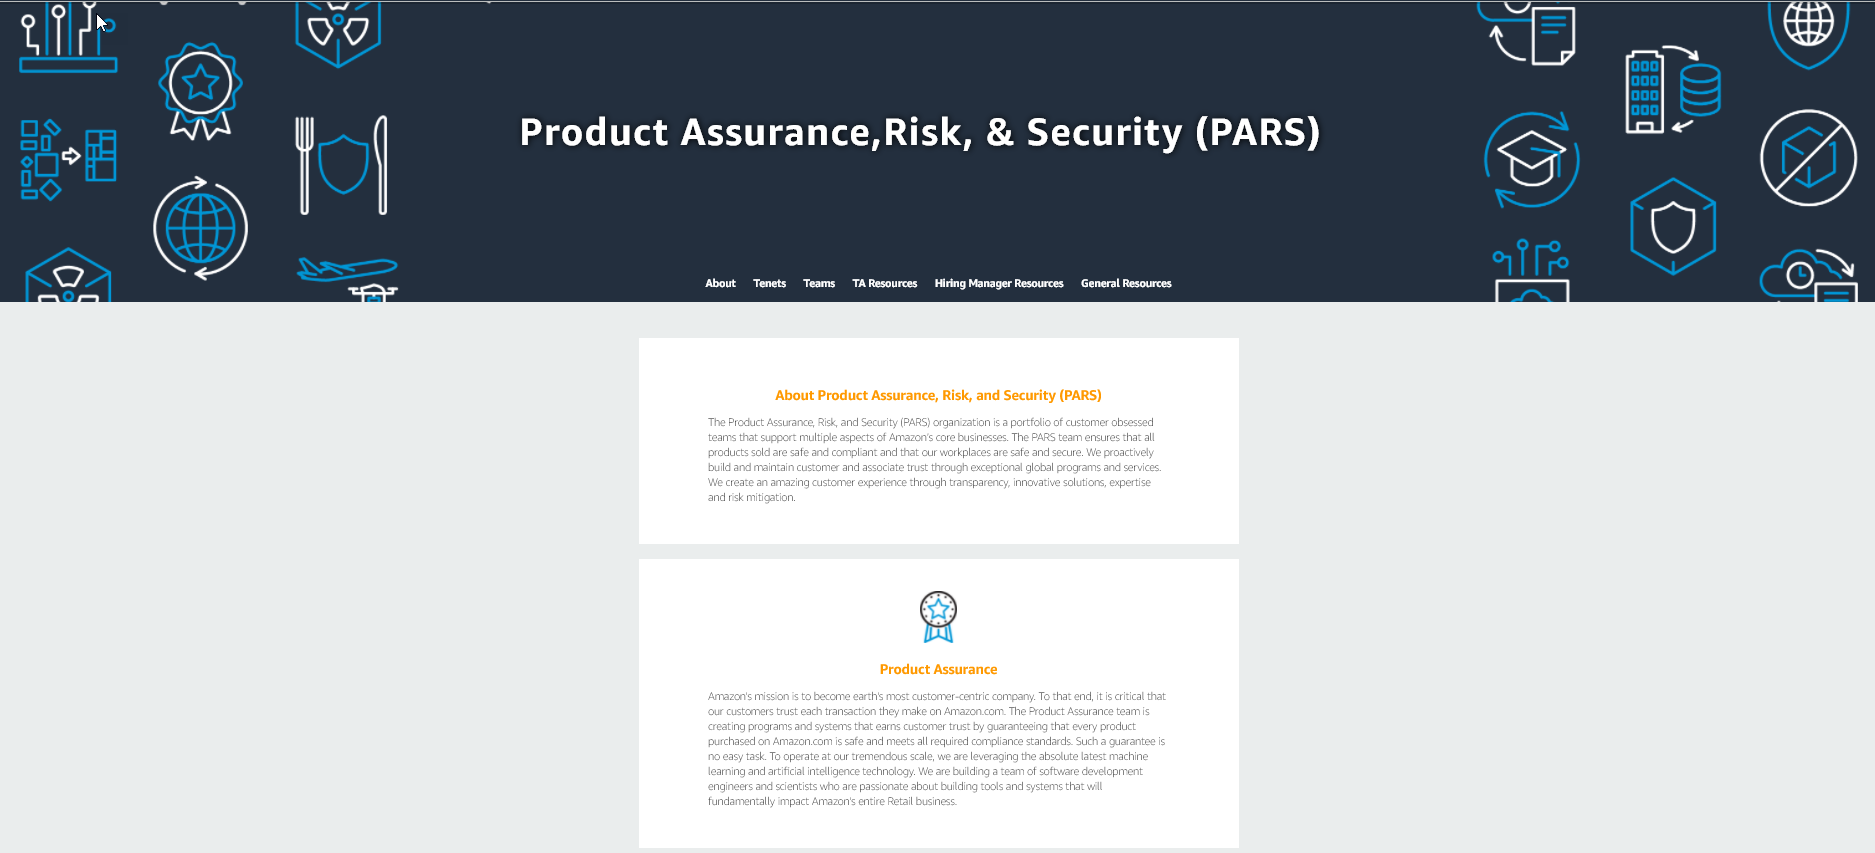 Product Assurance,Risk, & Security (PARS)
About Tenets Teams TA Resources Hiring Manager Resources General Resources
About Product Assurance, Risk, and Security (PARS)
The Product Assurance, Risk, and Security (PARS) organization is a portfolio of customer obsessed
teams that support multiple aspects of Amazon's core businesses. The PARS team ensures that all
products sold are safe and compliant and that our workplaces are safe and secure. We proactively
build and maintain customer and associate trust through exceptional global programs and services.
We create an amazing customer experience through transparency, innovative solutions, expertise
and risk mitigation.
Product Assurance
Amazon's mission is to become earth's most customer-centric company. To that end, it is critical that
our customers trust each transaction they make on Amazon.com. The Product Assurance team is
creating programs and systems that earns customer trust by guaranteeing that every product
purchased on Amazon.com is safe and meets all required compliance standards. Such a guarantee is
no easy task. To operate at our tremendous scale, we are leveraging the absolute latest machine
learning and artificial intelligence technology. We are building a team of software development
engineers and scientists who are passionate about building tools and systems that will
fundamentally impact Amazon's entire Retail business.